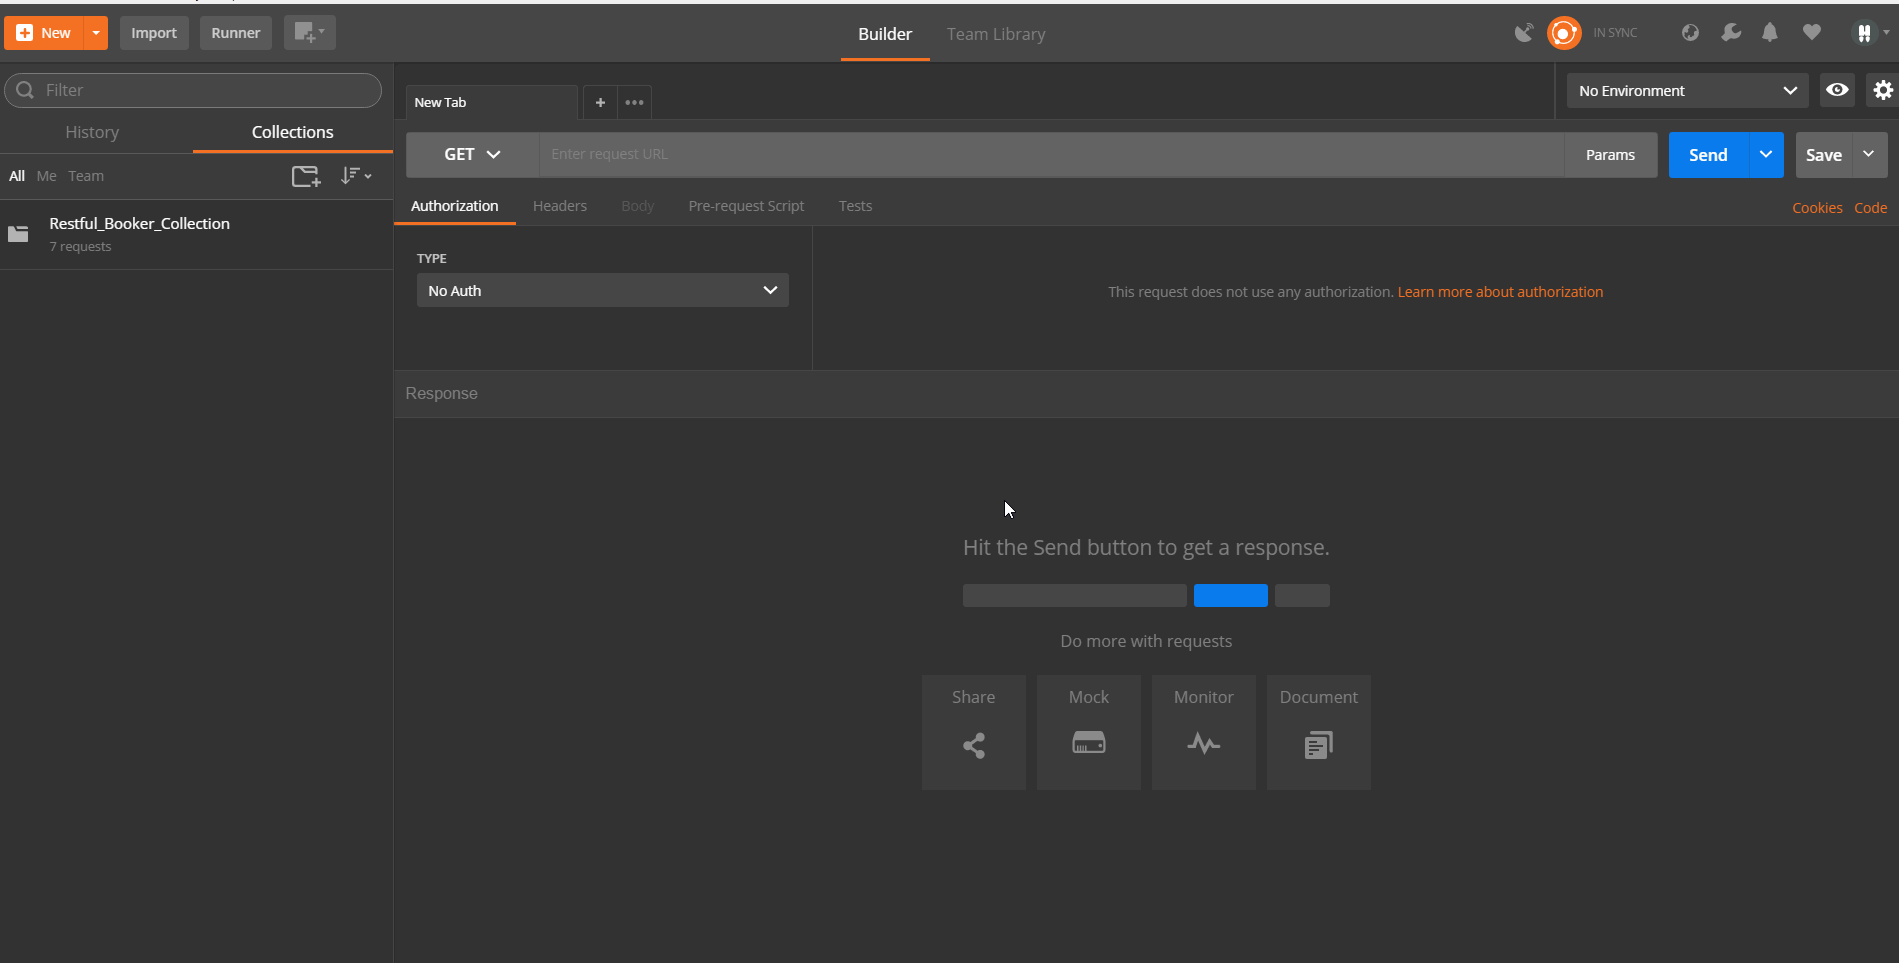 New
Import
Runner
Builder
Team Library
IN SYNC
Filter
History
Collections
All Me Team
Restful_Booker_Collection
7 requests
New Tab
No Environment
GET
Enter request URL
Params
Send
Save
Authorization
Headers
Body
Pre-request Script
Tests
Cookies
Code
TYPE
No Auth
This request does not use any authorization. Learn more about authorization
Response
Hit the Send button to get a response.
Do more with requests
Share
Mock
Monitor
Document